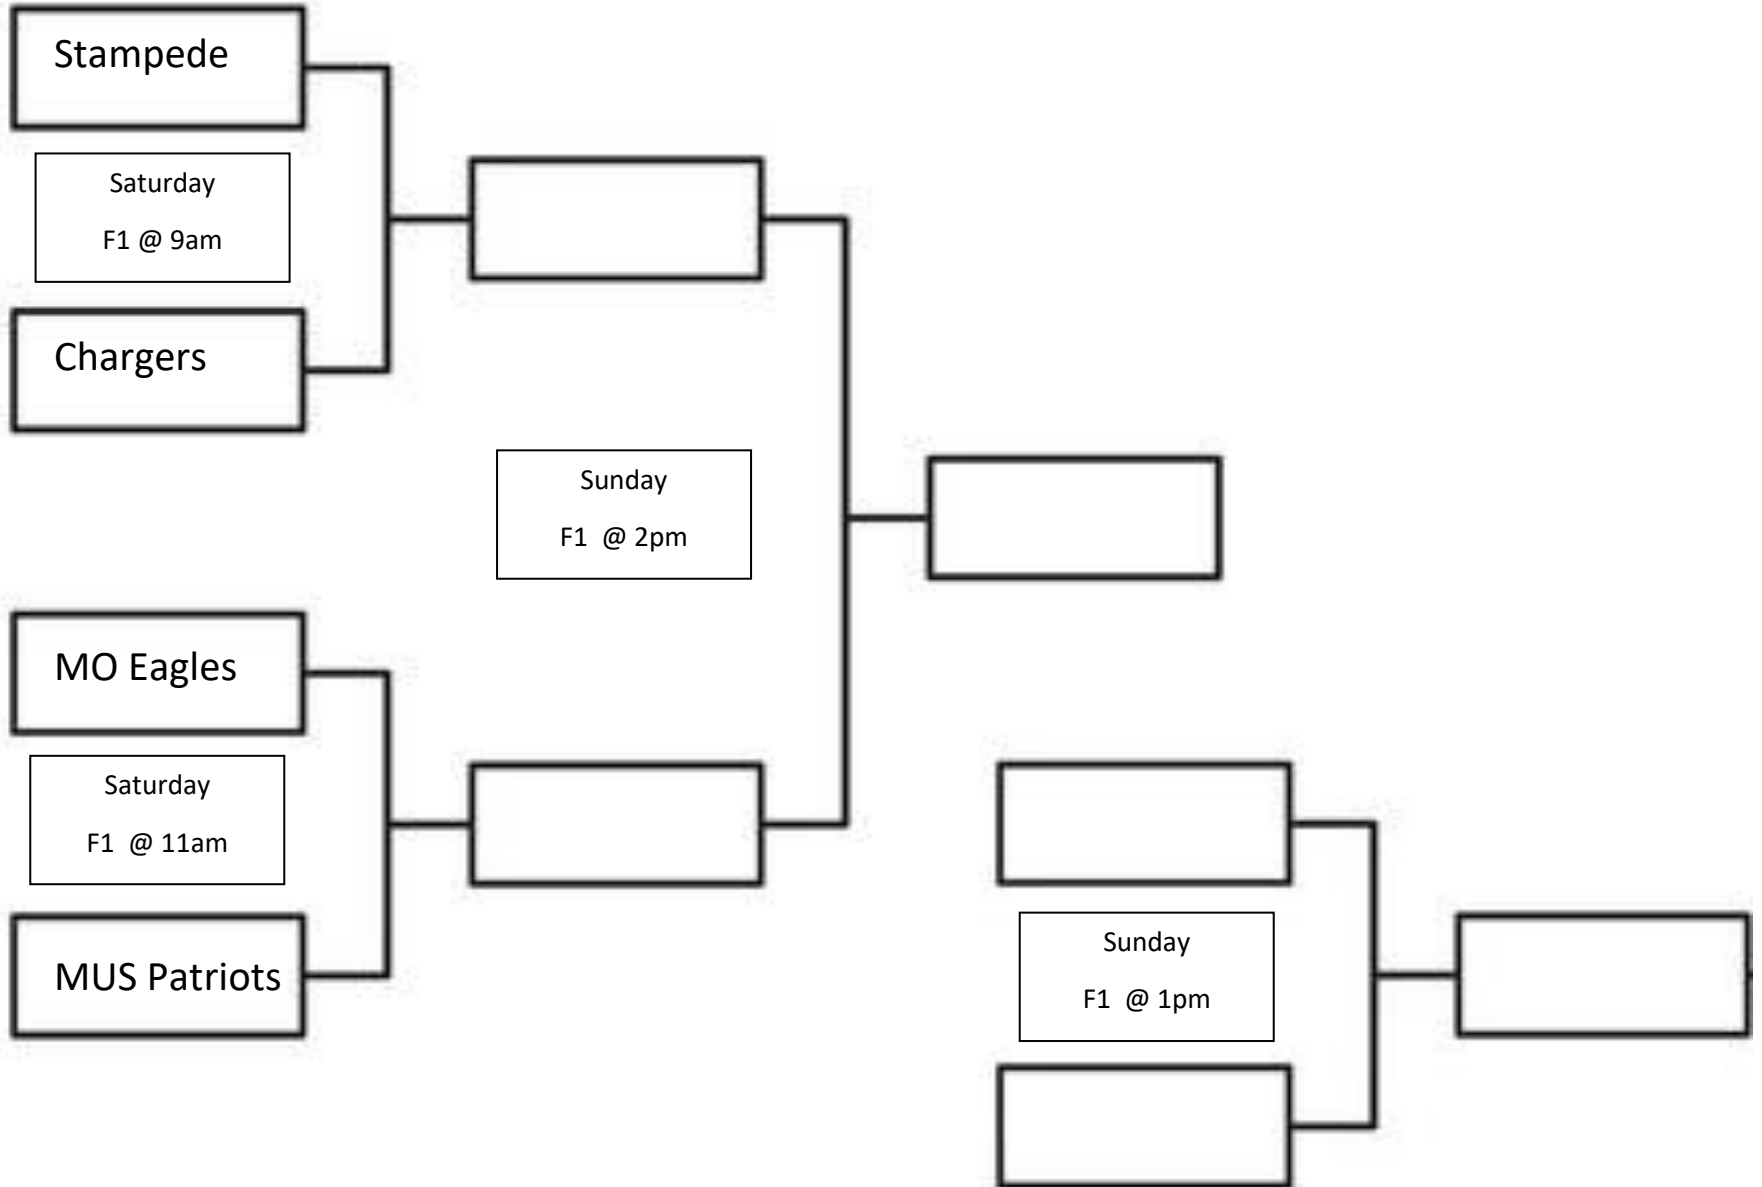 Stampede
Saturday
F1 @ 9am
Chargers
Sunday
F1 @ 2pm
MO Eagles
Saturday
F1 @ 11am
MUS Patriots
Sunday
F1 @ 1pm